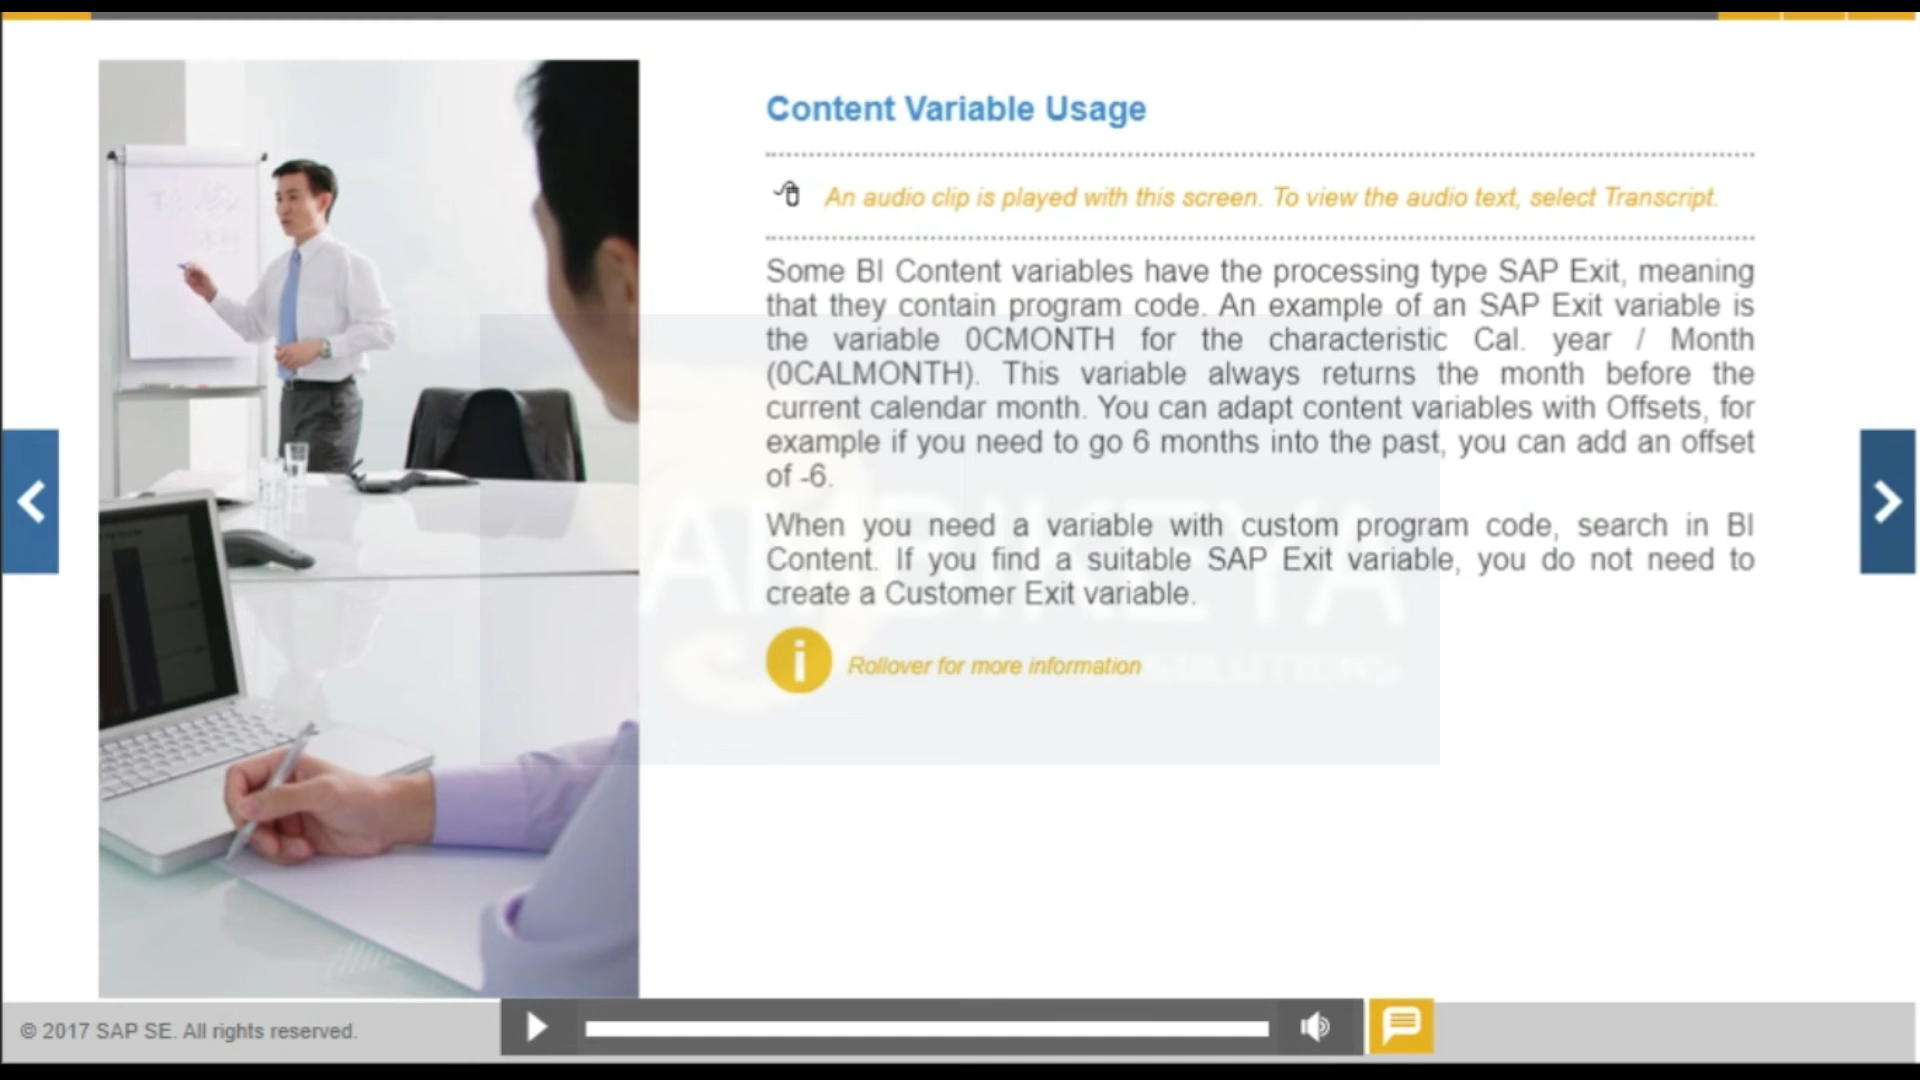 Content Variable Usage
An audio clip is played with this screen. To view the audio text, select Transcript.
Some BI Content variables have the processing type SAP Exit, meaning
that they contain program code. An example of an SAP Exit variable is
the variable 0CMONTH for the characteristic Cal. year / Month
(0CALMONTH). This variable always returns the month before the
current calendar month. You can adapt content variables with Offsets, for
example if you need to go 6 months into the past, you can add an offset
of -6.
When you need a variable with custom program code, search in BI
Content. If you find a suitable SAP Exit variable, you do not need to
create a Customer Exit variable.
i Rollover for more information
© 2017 SAP SE. All rights reserved.